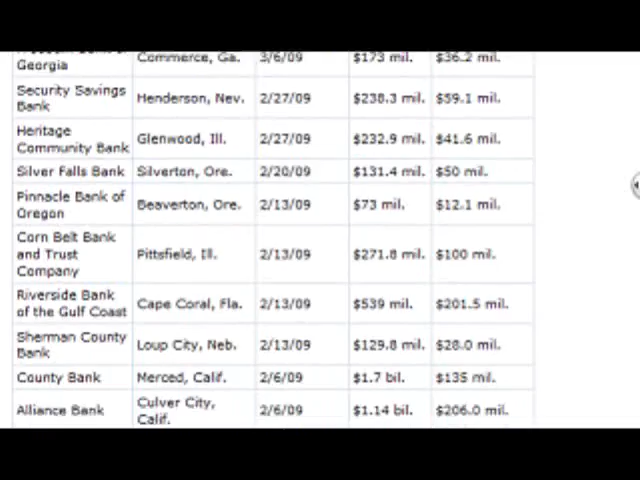 Georgia Commerce, Ga. 3/6/09 $173 mil. $36.2 mil.
Security Savings
Bank Henderson, Nev. 2/27/09 $238.3 mil. $59.1 mil.
Heritage
Community Bank Glenwood, Ill. 2/27/09 $232.9 mil. $41.6 mil.
Silver Falls Bank Silverton, Ore. 2/20/09 $131.4 mil. $50 mil.
Pinnacle Bank of
Oregon Beaverton, Ore. 2/13/09 $73 mil. $12.1 mil.
Corn Belt Bank
and Trust Pittsfield, Ill. 2/13/09 $271.8 mil. $100 mil.
Company
Riverside Bank
of the Gulf Coast Cape Coral, Fla. 2/13/09 $539 mil. $201.5 mil.
Sherman County
Bank Loup City, Neb. 2/13/09 $129.8 mil. $28.0 mil.
County Bank Merced, Calif. 2/6/09 $1.7 bil. $135 mil.
Alliance Bank Culver City,
Calif. 2/6/09 $1.14 bil. $206.0 mil.